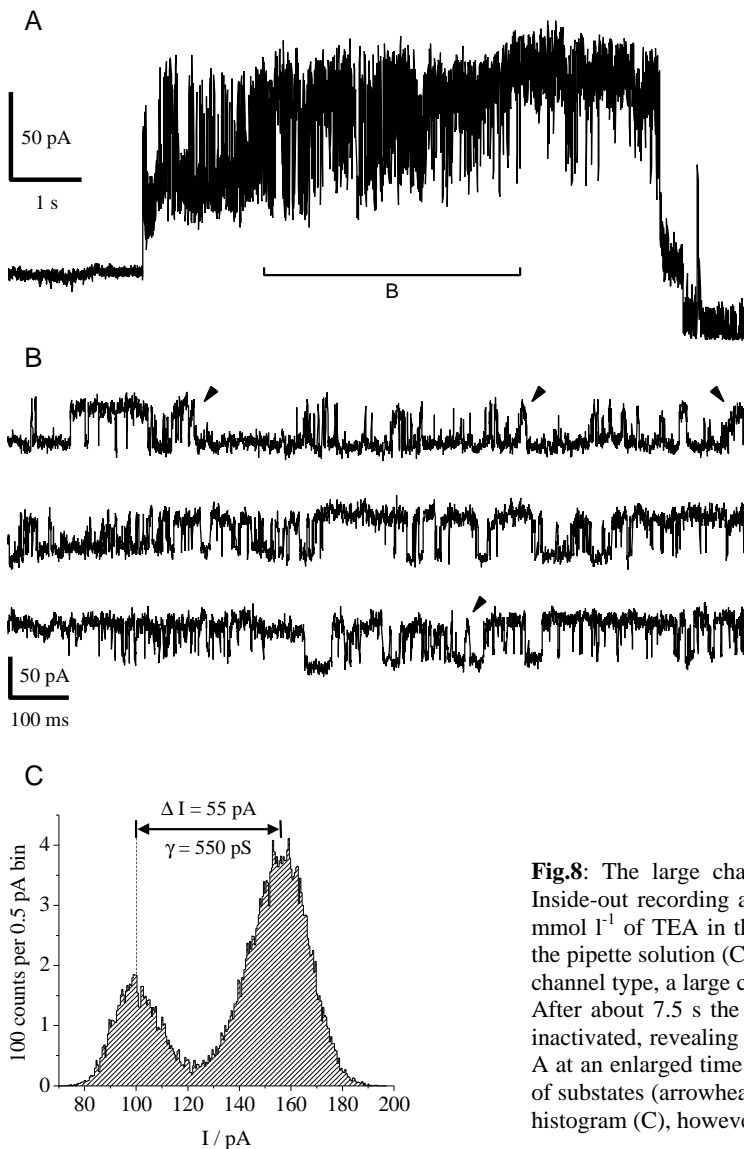 A
50 pA
1 s
B
B
50 pA
100 ms
C
Δ I = 55 pA
γ = 550 pS
100 counts per 0.5 pA bin
4
3
2
1
0
80 100 120 140 160 180 200
I / pA
Fig.8: The large cha
Inside-out recording a
mmol l⁻¹ of TEA in th
the pipette solution (C
channel type, a large c
After about 7.5 s the
inactivated, revealing
A at an enlarged time
of substates (arrowhea
histogram (C), howeve